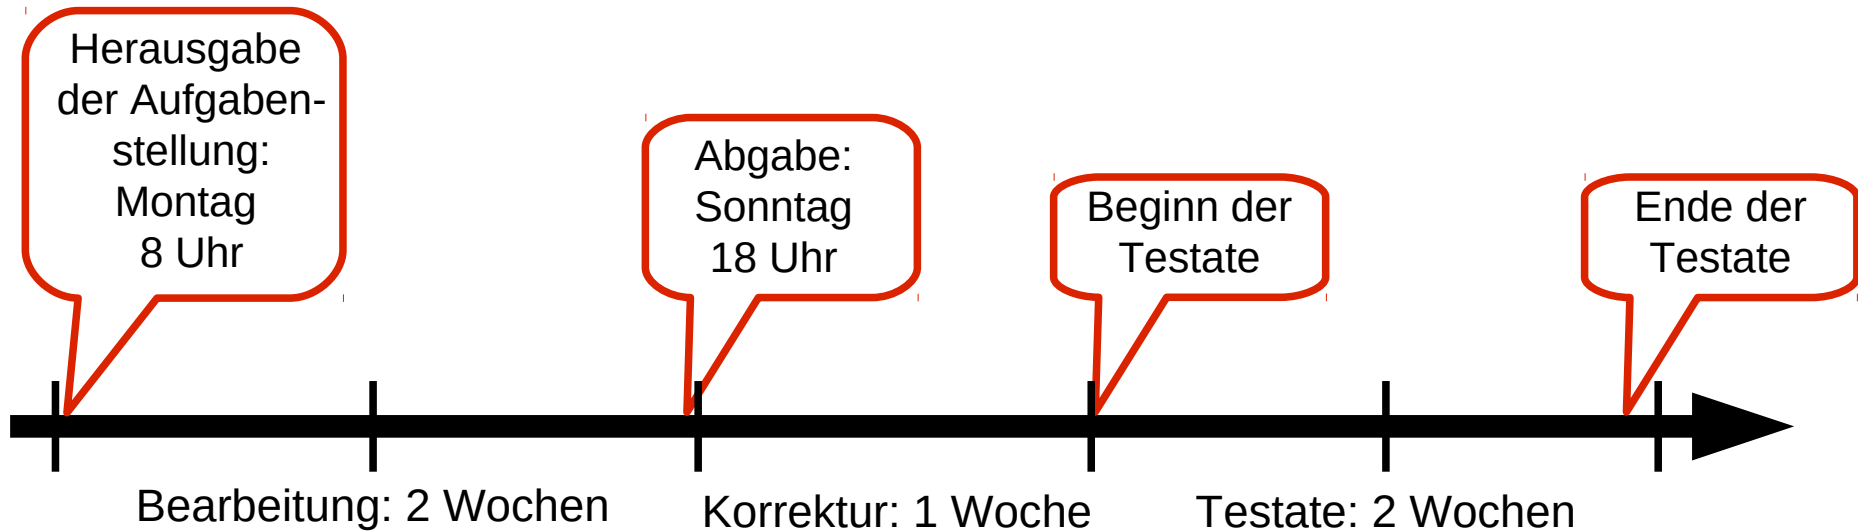 Herausgabe
der Aufgaben-
stellung:
Montag
8 Uhr
Abgabe:
Sonntag
18 Uhr
Beginn der
Testate
Ende der
Testate
Bearbeitung: 2 Wochen
Korrektur: 1 Woche
Testate: 2 Wochen